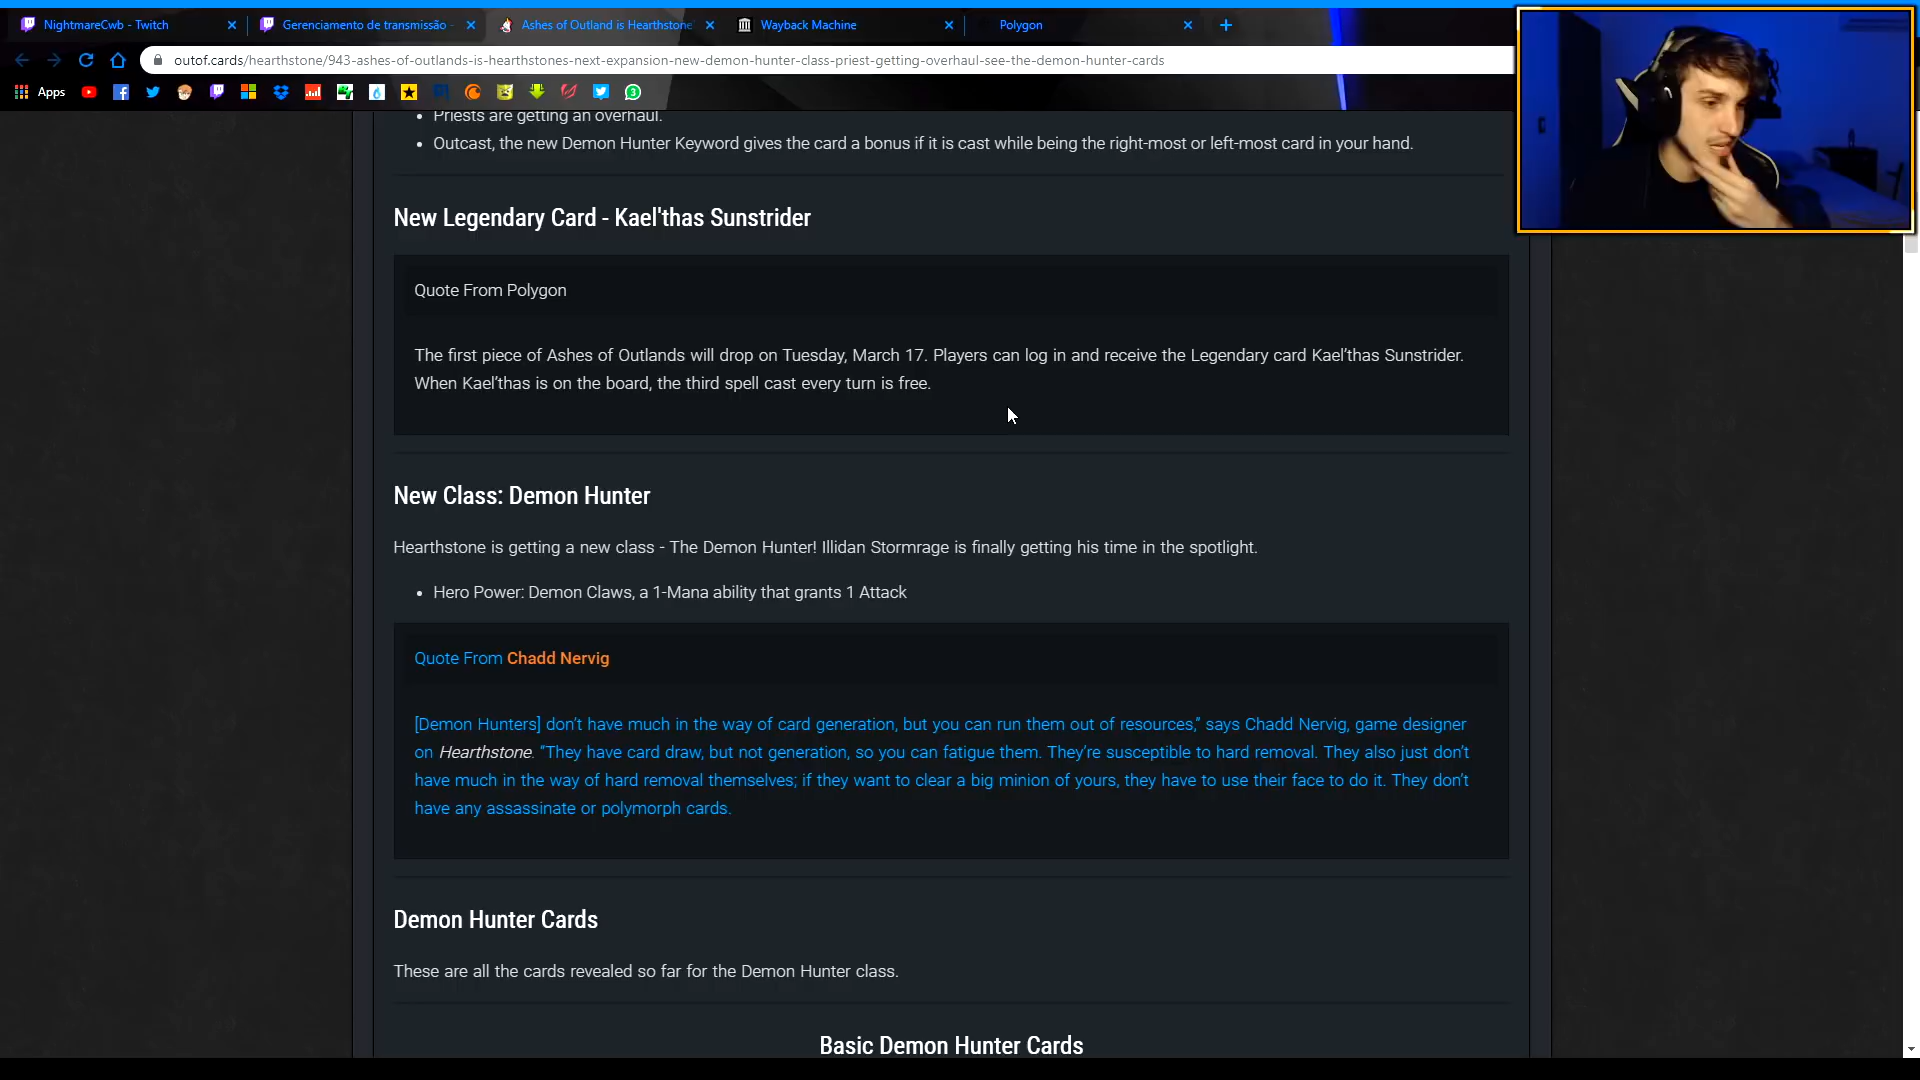 NightmareCwb - Twitch
Gerenciamento de transmissão -
Ashes of Outland is Hearthstone'
Wayback Machine
Polygon
outof.cards/hearthstone/943-ashes-of-outlands-is-hearthstones-next-expansion-new-demon-hunter-class-priest-getting-overhaul-see-the-demon-hunter-cards
Apps
Priests are getting an overhaul.
Outcast, the new Demon Hunter Keyword gives the card a bonus if it is cast while being the right-most or left-most card in your hand.
New Legendary Card - Kael'thas Sunstrider
Quote From Polygon
The first piece of Ashes of Outlands will drop on Tuesday, March 17. Players can log in and receive the Legendary card Kael'thas Sunstrider.
When Kael'thas is on the board, the third spell cast every turn is free.
New Class: Demon Hunter
Hearthstone is getting a new class - The Demon Hunter! Illidan Stormrage is finally getting his time in the spotlight.
Hero Power: Demon Claws, a 1-Mana ability that grants 1 Attack
Quote From Chadd Nervig
[Demon Hunters] don't have much in the way of card generation, but you can run them out of resources,” says Chadd Nervig, game designer
on Hearthstone. “They have card draw, but not generation, so you can fatigue them. They're susceptible to hard removal. They also just don't
have much in the way of hard removal themselves; if they want to clear a big minion of yours, they have to use their face to do it. They don't
have any assassinate or polymorph cards.
Demon Hunter Cards
These are all the cards revealed so far for the Demon Hunter class.
Basic Demon Hunter Cards